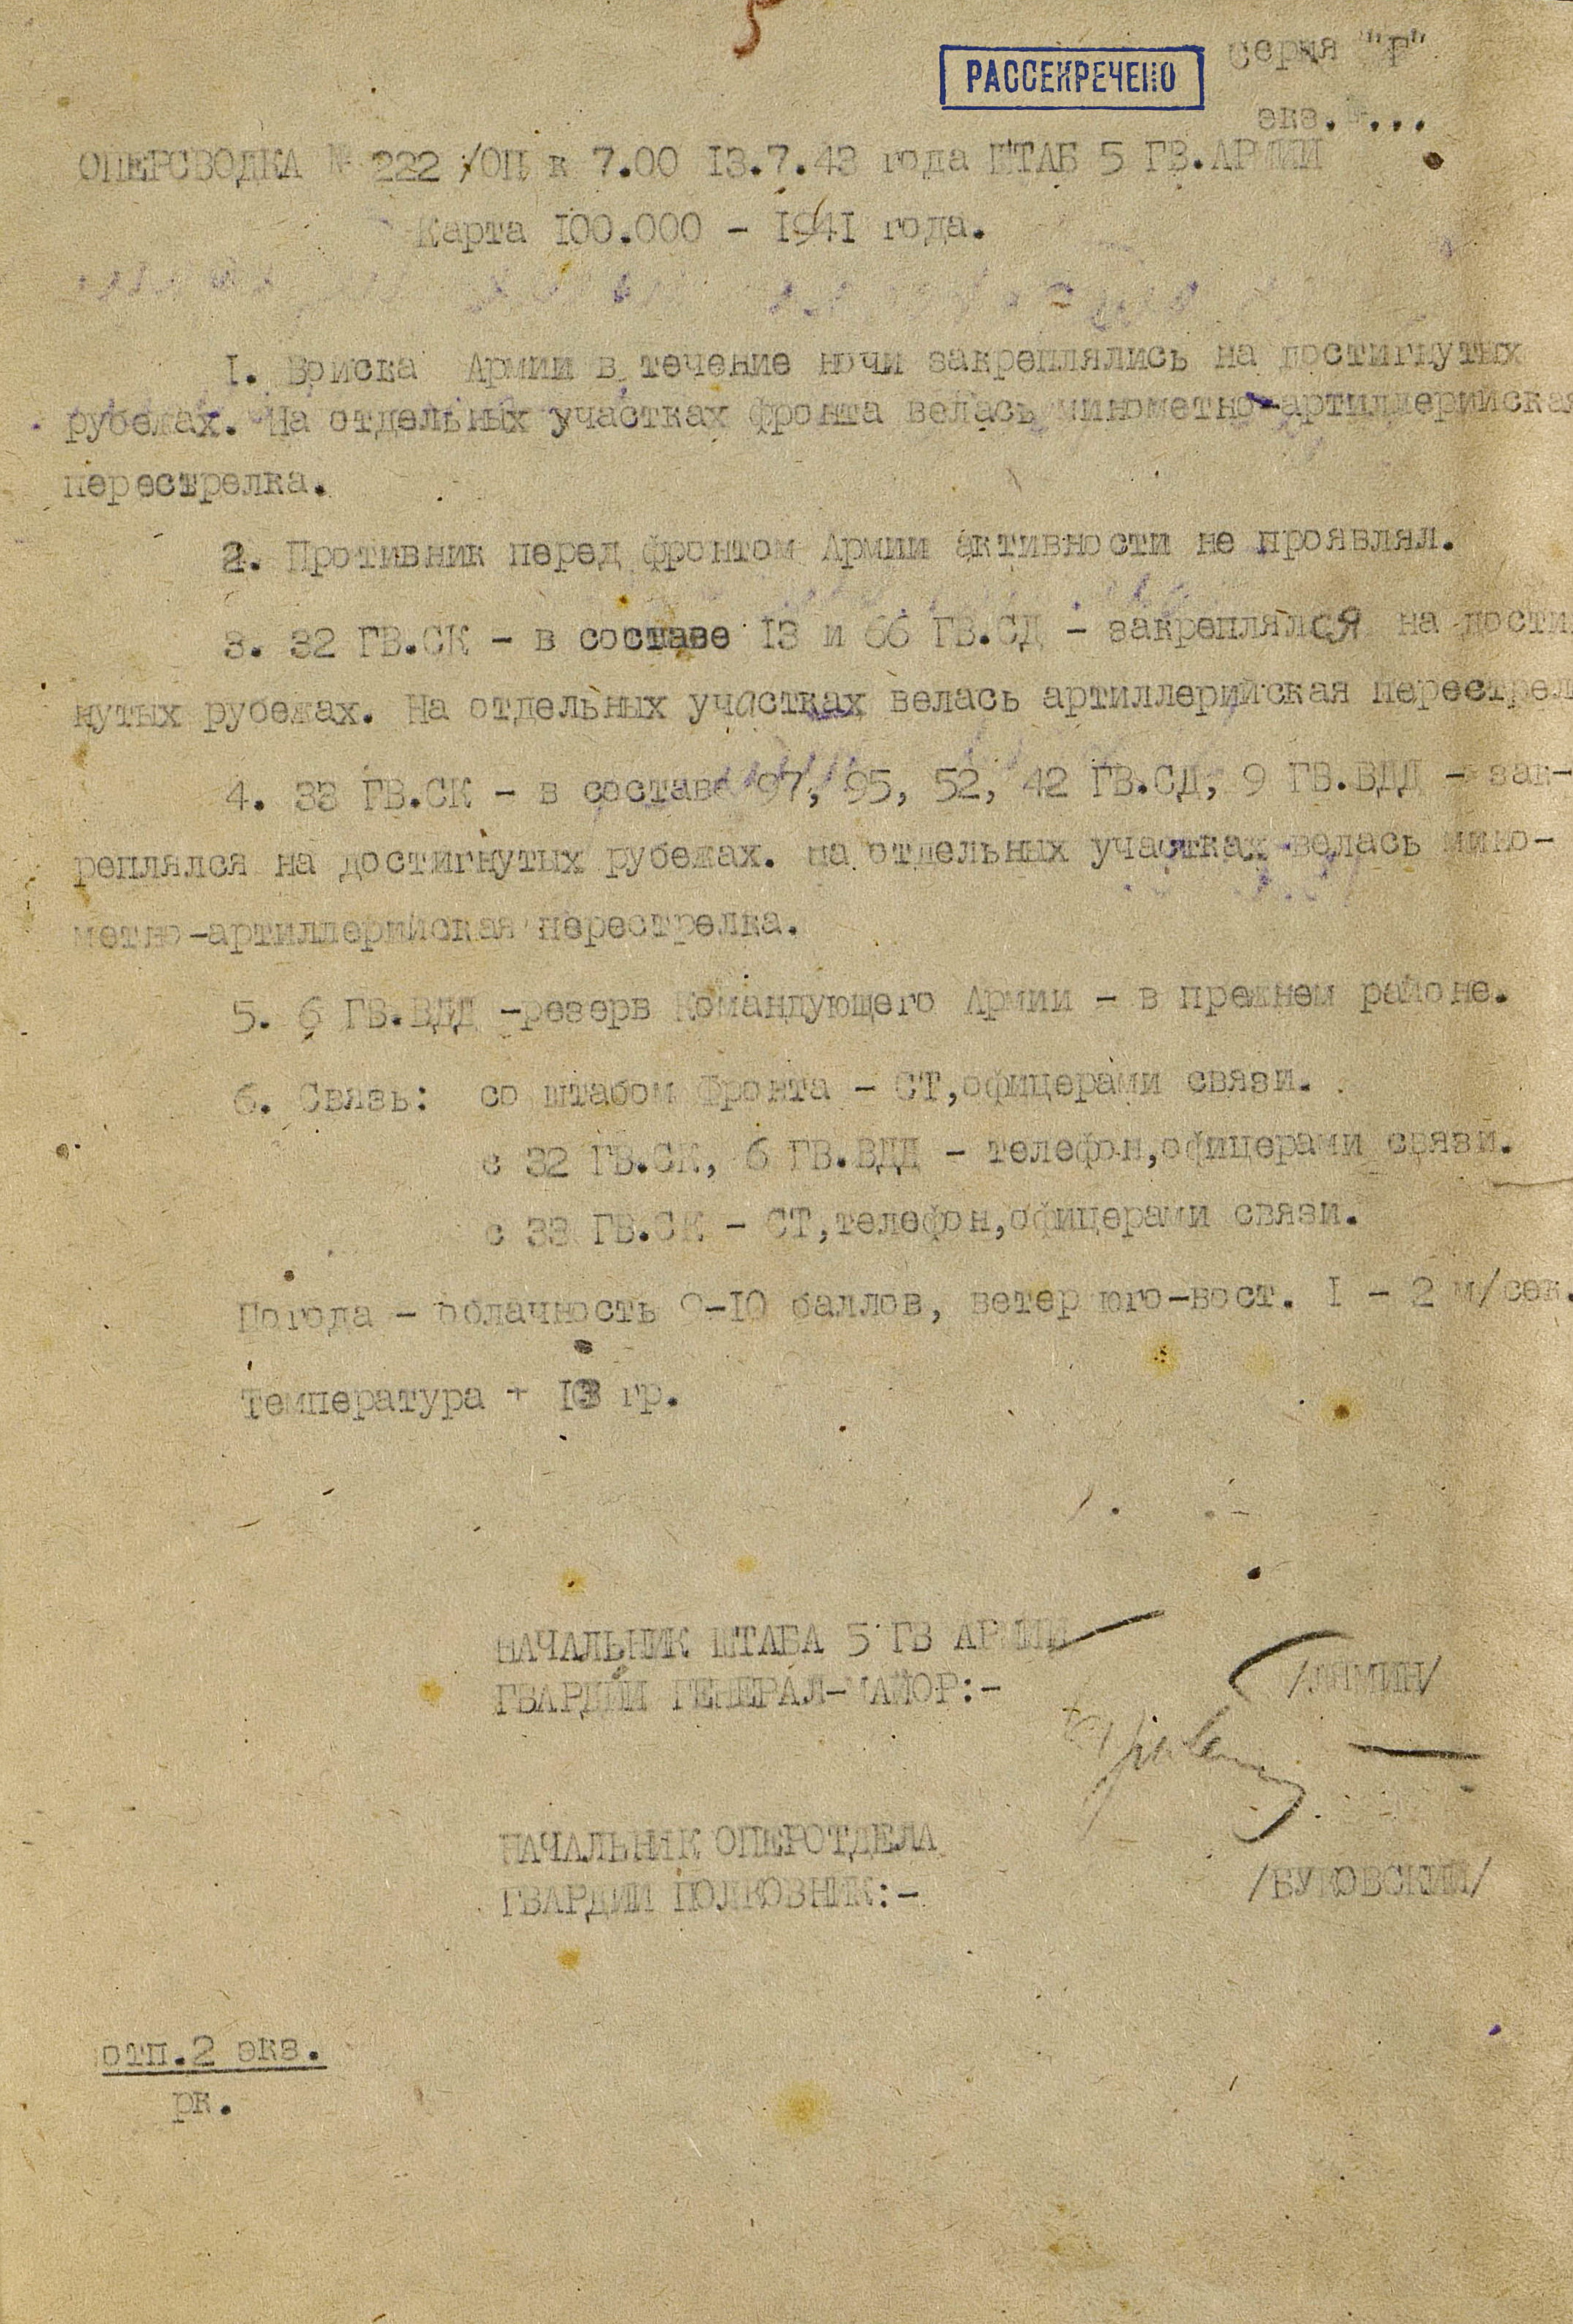 5
РАССЕКРЕЧЕНО
Серия "Г"
экз. ...
ОПЕРСВОДКА № 222 /ОП к 7.00 13.7.43 года ШТАБ 5 ГВ.АРМИИ
Карта 100.000 - 1941 года.
1. Войска Армии в течение ночи закреплялись на достигнутых
рубежах. На отдельных участках фронта велась минометно-артиллерийская
перестрелка.
2. Противник перед фронтом Армии активности не проявлял.
3. 32 ГВ.СК - в составе 13 и 66 ГВ.СД - закреплялся на дости
нутых рубежах. На отдельных участках велась артиллерийская перестрел
4. 33 ГВ.СК - в составе 97, 95, 52, 42 ГВ.СД, 9 ГВ.ВДД - зак-
реплялся на достигнутых рубежах. на отдельных участках велась мино-
метно-артиллерийская перестрелка.
5. 6 ГВ.ВДД -резерв Командующего Армии - в прежнем районе.
6. Связь: со штабом Фронта - СТ,офицерами связи.
с 32 ГВ.СК, 6 ГВ.ВДД - телефон,офицерами связи.
с 33 ГВ.СК - СТ,телефон,офицерами связи.
Погода - облачность 9-10 баллов, ветер юго-вост. 1 - 2 м/сек.
Температура + 13 гр.
НАЧАЛЬНИК ШТАБА 5 ГВ АРМИИ
ГВАРДИИ ГЕНЕРАЛ-МАЙОР:-
/ЛЯМИН/
НАЧАЛЬНИК ОПЕРОТДЕЛА
ГВАРДИИ ПОЛКОВНИК:-
/БУКОВСКИЙ/
отп.2 экз.
рк.